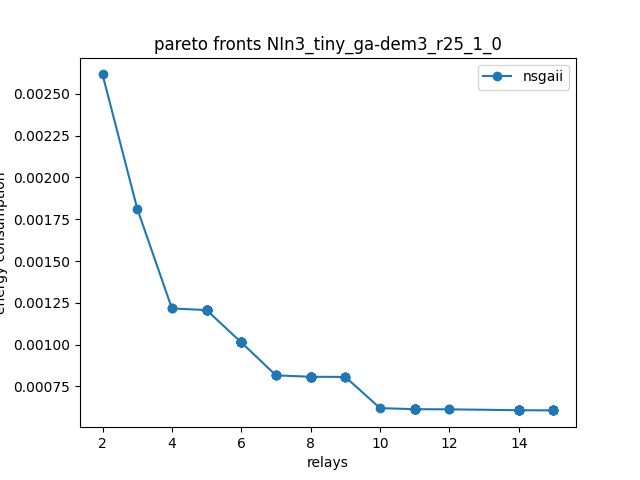 pareto fronts NIn3_tiny_ga-dem3_r25_1_0
nsgaii
0.00250
0.00225
0.00200
0.00175
0.00150
0.00125
0.00100
0.00075
energy consumption
2 4 6 8 10 12 14
relays